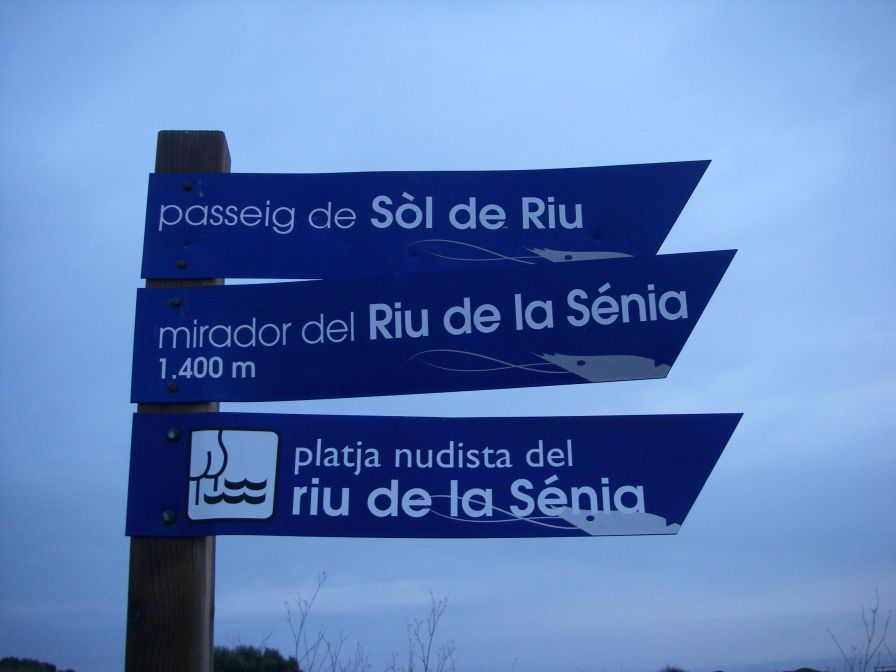 passeig de Sòl de Riu
mirador del Riu de la Sénia
1.400 m
platja nudista del
riu de la Sénia